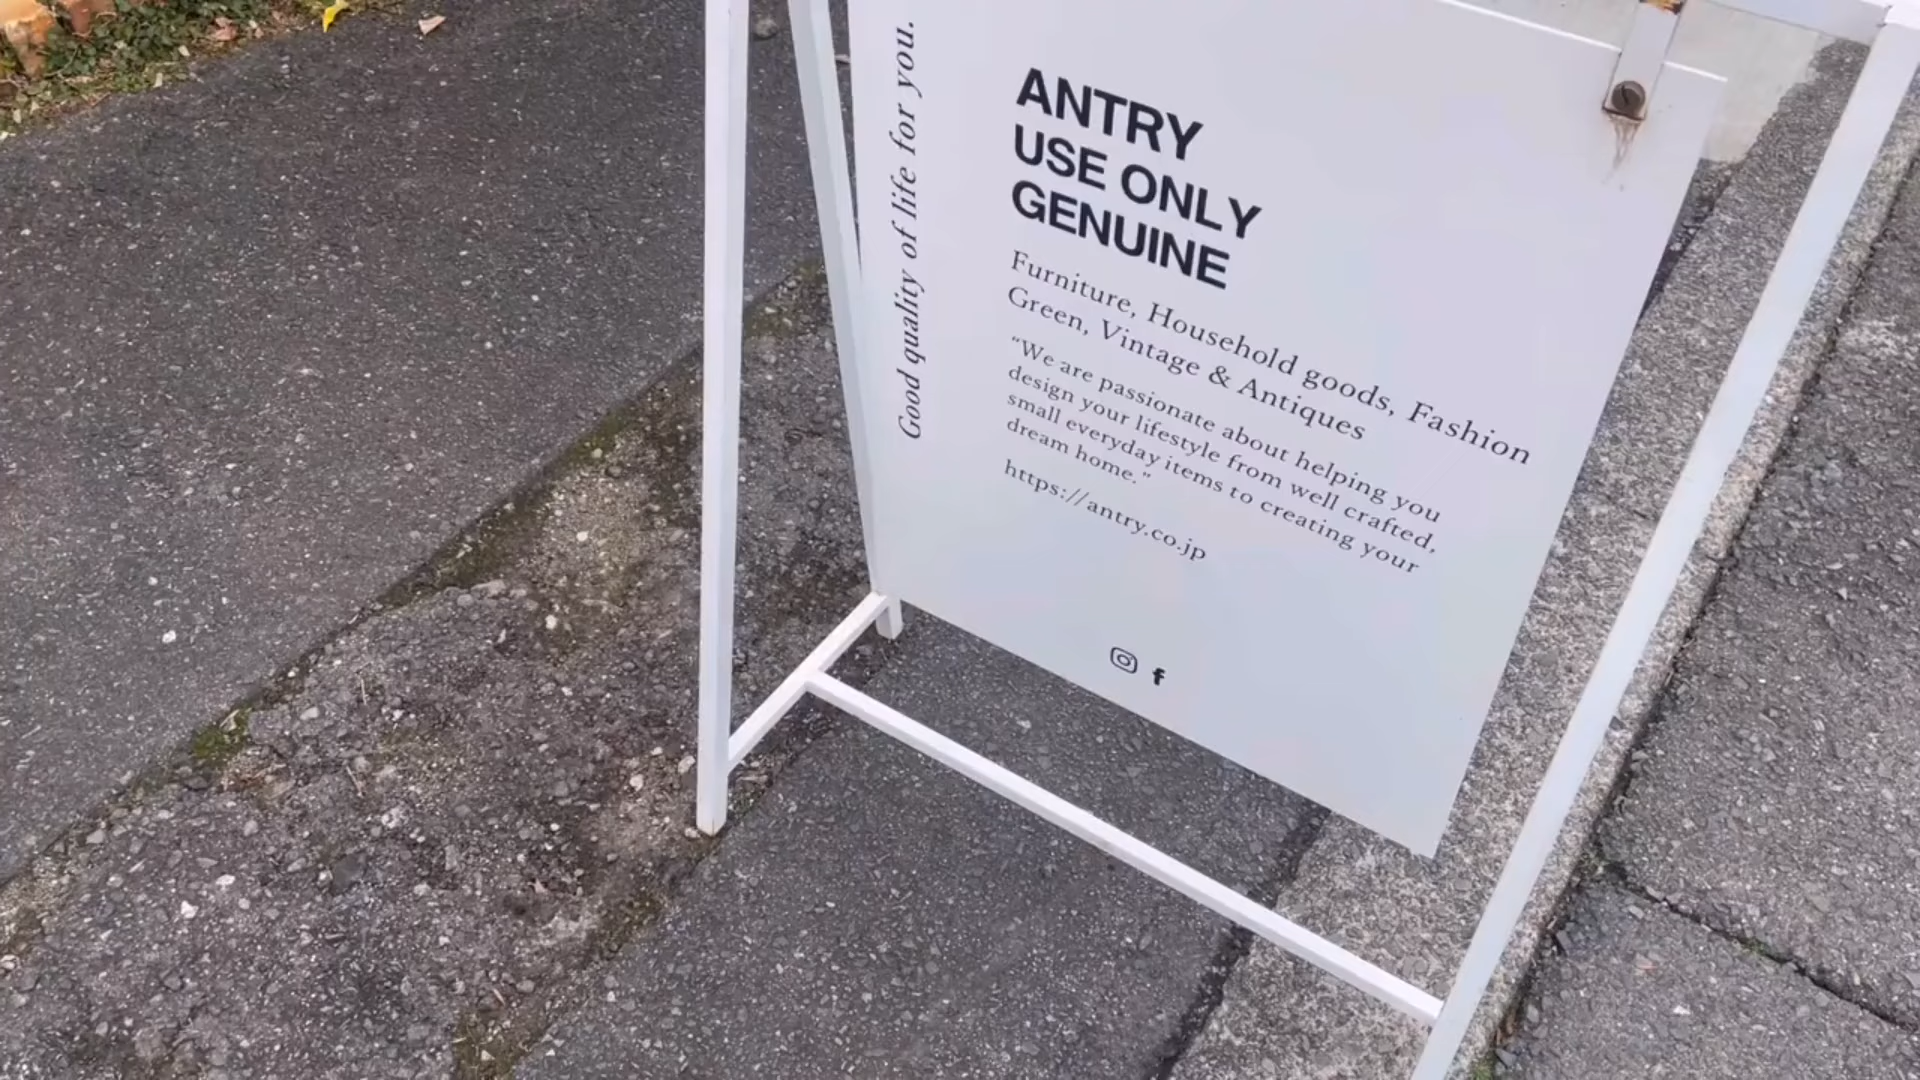 Good quality of life for you.
ANTRY
USE ONLY
GENUINE
Furniture, Household goods, Fashion
Green, Vintage & Antiques
“We are passionate about helping you
design your lifestyle from well crafted,
small everyday items to creating your
dream home.”
https://antry.co.jp